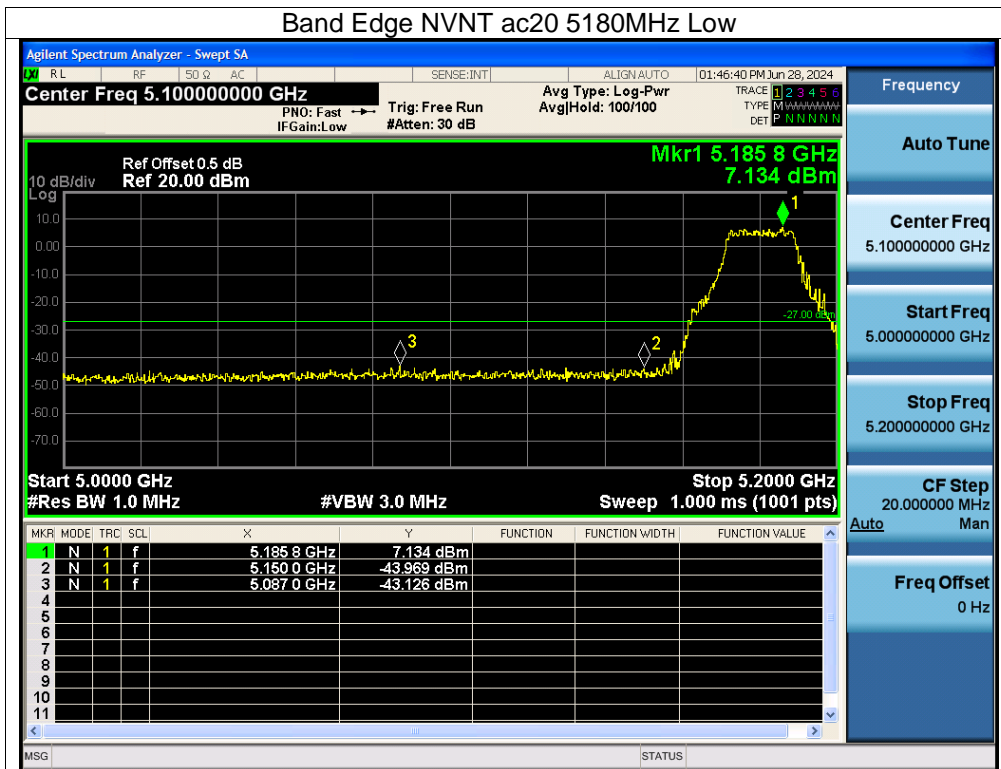 Band Edge NVNT ac20 5180MHz Low
Agilent Spectrum Analyzer - Swept SA
LXI RL RF 50 Ω AC SENSE:INT ALIGN AUTO 01:46:40 PM Jun 28, 2024
Center Freq 5.100000000 GHz
PNO: Fast
IFGain:Low
Trig: Free Run
#Atten: 30 dB
Avg Type: Log-Pwr
Avg|Hold: 100/100
TRACE 1 2 3 4 5 6
TYPE M W W W W W
DET P N N N N N
Ref Offset 0.5 dB
Ref 20.00 dBm
10 dB/div
Log
Mkr1 5.185 8 GHz
7.134 dBm
10.0
0.00
-10.0
-20.0
-30.0
-40.0
-50.0
-60.0
-70.0
1
-27.00 dBm
3
2
Start 5.0000 GHz Stop 5.2000 GHz
#Res BW 1.0 MHz #VBW 3.0 MHz Sweep 1.000 ms (1001 pts)
MKR MODE TRC SCL X Y FUNCTION FUNCTION WIDTH FUNCTION VALUE
1 N 1 f 5.185 8 GHz 7.134 dBm
2 N 1 f 5.150 0 GHz -43.969 dBm
3 N 1 f 5.087 0 GHz -43.126 dBm
4
5
6
7
8
9
10
11
MSG STATUS
Frequency
Auto Tune
Center Freq
5.100000000 GHz
Start Freq
5.000000000 GHz
Stop Freq
5.200000000 GHz
CF Step
20.000000 MHz
Auto Man
Freq Offset
0 Hz